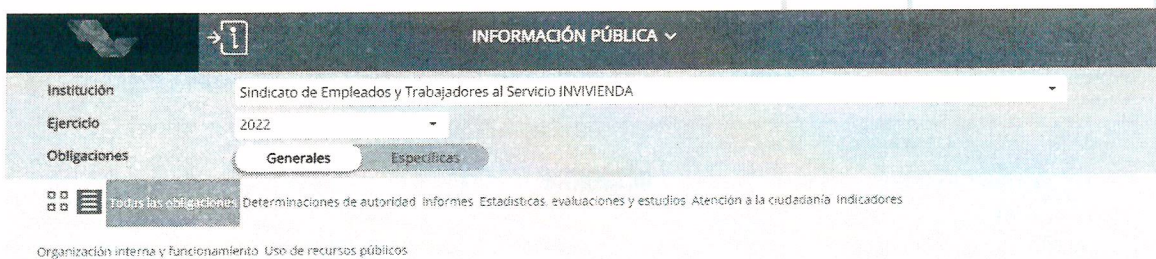 INFORMACIÓN PÚBLICA
Institución Sindicato de Empleados y Trabajadores al Servicio INVIVIENDA
Ejercicio 2022
Obligaciones Generales Específicas
Todas las obligaciones Determinaciones de autoridad Informes Estadísticas, evaluaciones y estudios Atención a la ciudadanía Indicadores
Organización interna y funcionamiento Uso de recursos públicos